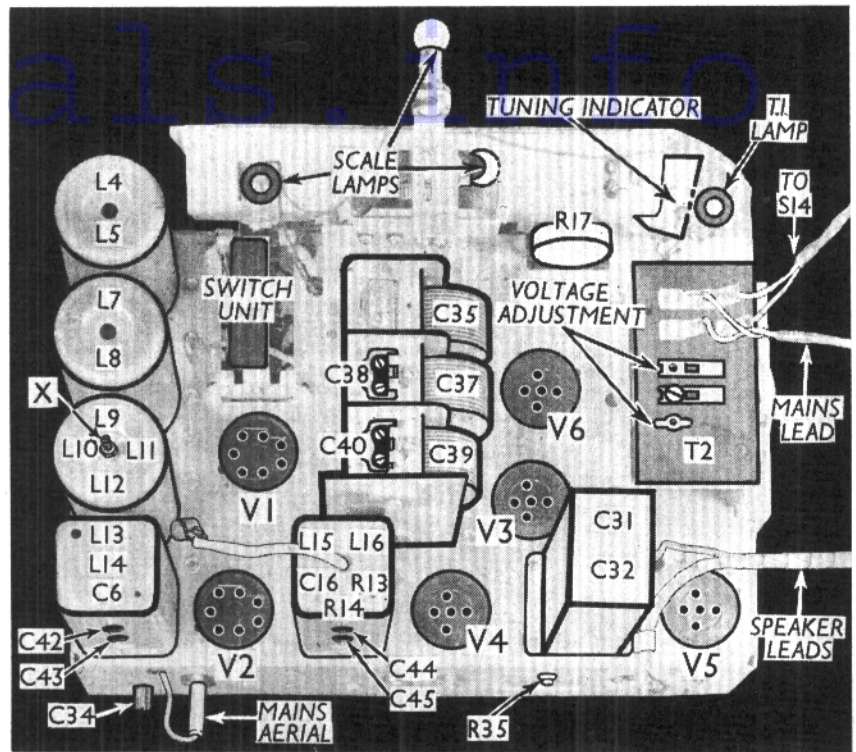 als.info
TUNING INDICATOR
T.I.
LAMP
SCALE
LAMPS
TO
S14
L4
L5
R17
SWITCH
UNIT
VOLTAGE
ADJUSTMENT
C35
L7
L8
C38
C37
MAINS
LEAD
X
L9
L10 L11
L12
C40
C39
V6
T2
V1
V3
L13
L14
C6
L15 L16
C16 R13
R14
C31
C32
C42
C43
V2
C44
C45
V4
V5
SPEAKER
LEADS
C34
MAINS
AERIAL
R35